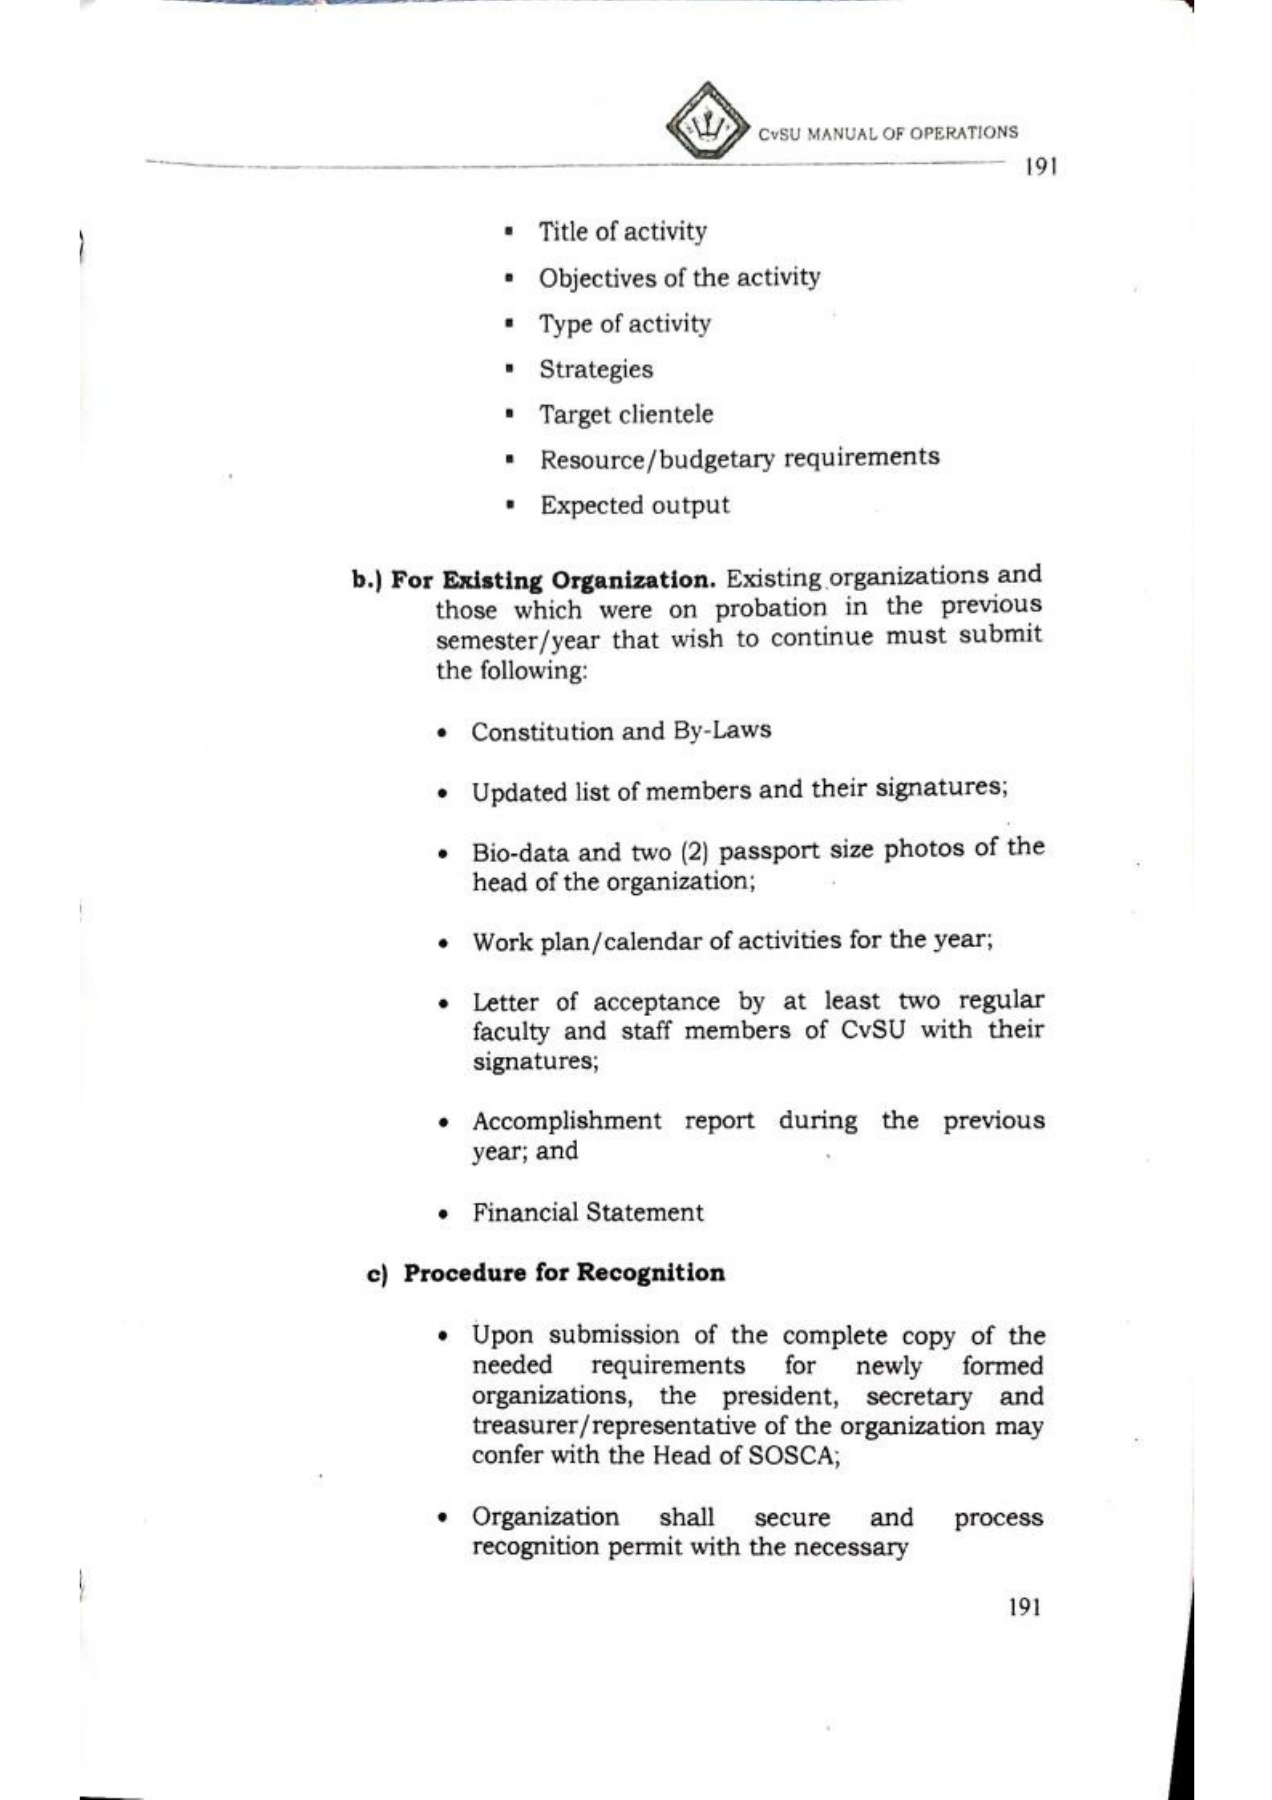 CvSU MANUAL OF OPERATIONS
191
▪ Title of activity
▪ Objectives of the activity
▪ Type of activity
▪ Strategies
▪ Target clientele
▪ Resource/budgetary requirements
▪ Expected output
b.) For Existing Organization. Existing organizations and
those which were on probation in the previous
semester/year that wish to continue must submit
the following:
• Constitution and By-Laws
• Updated list of members and their signatures;
• Bio-data and two (2) passport size photos of the
head of the organization;
• Work plan/calendar of activities for the year;
• Letter of acceptance by at least two regular
faculty and staff members of CvSU with their
signatures;
• Accomplishment report during the previous
year; and
• Financial Statement
c) Procedure for Recognition
• Upon submission of the complete copy of the
needed requirements for newly formed
organizations, the president, secretary and
treasurer/representative of the organization may
confer with the Head of SOSCA;
• Organization shall secure and process
recognition permit with the necessary
191